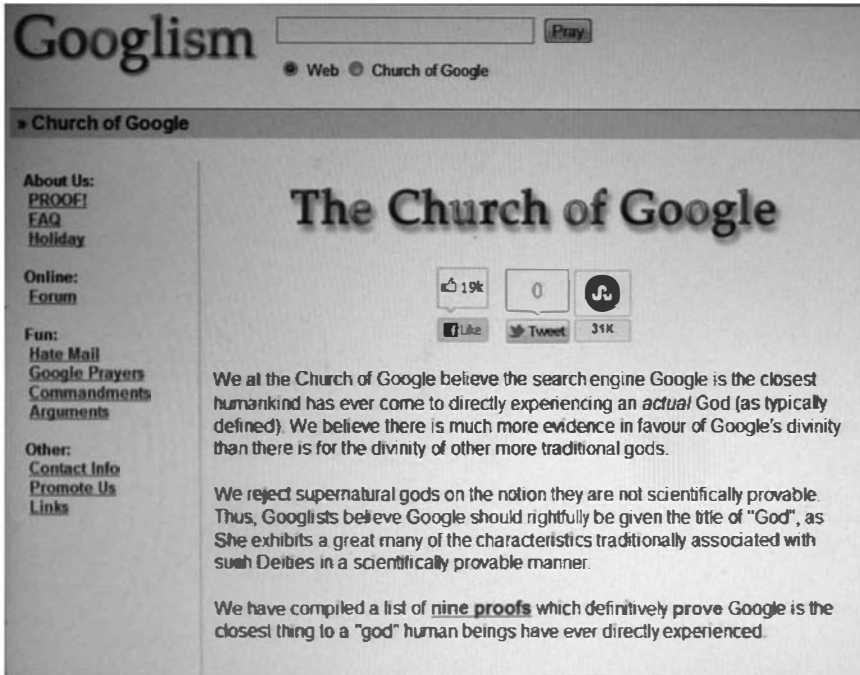 Googlism
Pray
Web Church of Google
» Church of Google
About Us:
PROOF!
FAQ
Holiday
Online:
Forum
Fun:
Hate Mail
Google Prayers
Commandments
Arguments
Other:
Contact Info
Promote Us
Links
The Church of Google
19k
0
Like
Tweet
31K
We at the Church of Google believe the search engine Google is the closest
humankind has ever come to directly experiencing an actual God (as typically
defined). We believe there is much more evidence in favour of Google's divinity
than there is for the divinity of other more traditional gods.
We reject supernatural gods on the notion they are not scientifically provable.
Thus, Googlists believe Google should rightfully be given the title of "God", as
She exhibits a great many of the characteristics traditionally associated with
such Deities in a scientifically provable manner.
We have compiled a list of nine proofs which definitively prove Google is the
closest thing to a "god" human beings have ever directly experienced.